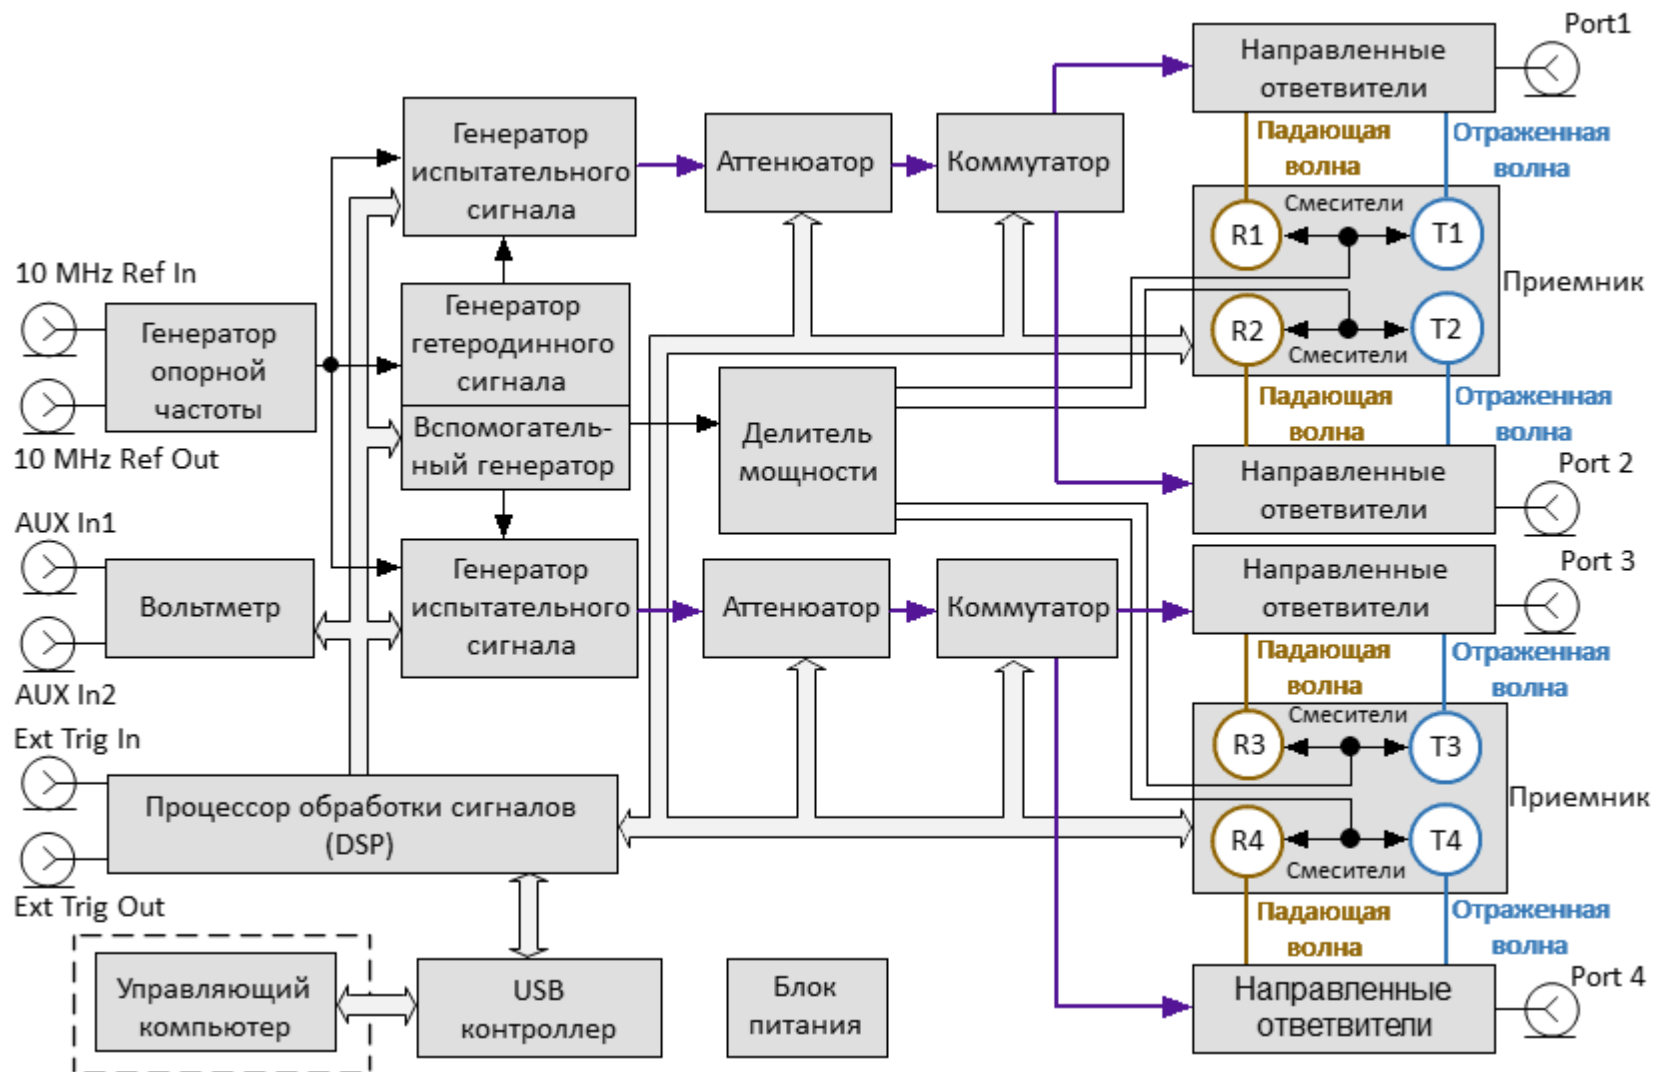 Port1
Направленные
ответвители
Генератор
испытательного
сигнала
Аттенюатор
Коммутатор
Падающая
волна
Отраженная
волна
Смесители
R1
T1
Приемник
R2
T2
Смесители
10 MHz Ref In
Генератор
опорной
частоты
10 MHz Ref Out
Генератор
гетеродинного
сигнала
Вспомогатель-
ный генератор
Делитель
мощности
Падающая
волна
Отраженная
волна
Направленные
ответвители
Port 2
AUX In1
Вольтметр
AUX In2
Генератор
испытательного
сигнала
Аттенюатор
Коммутатор
Направленные
ответвители
Port 3
Падающая
волна
Отраженная
волна
Смесители
R3
T3
Приемник
R4
T4
Смесители
Ext Trig In
Процессор обработки сигналов
(DSP)
Ext Trig Out
Падающая
волна
Отраженная
волна
Управляющий
компьютер
USB
контроллер
Блок
питания
Направленные
ответвители
Port 4